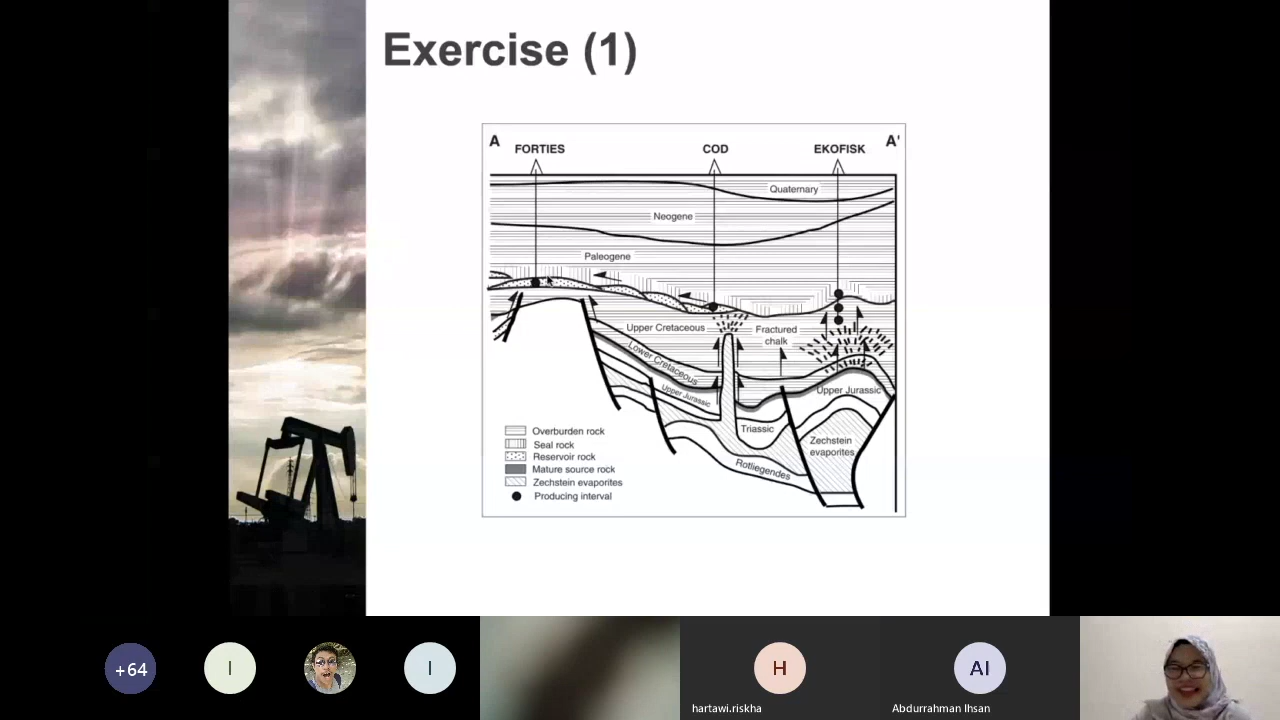 Exercise (1)
A
FORTIES
COD
EKOFISK
A'
Quaternary
Neogene
Paleogene
Upper Cretaceous
Fractured
chalk
Lower Cretaceous
Upper Jurassic
Upper Jurassic
Triassic
Zechstein
evaporites
Rotliegendes
Overburden rock
Seal rock
Reservoir rock
Mature source rock
Zechstein evaporites
Producing interval
+64
I
I
H
AI
hartawi.riskha
Abdurrahman Ihsan